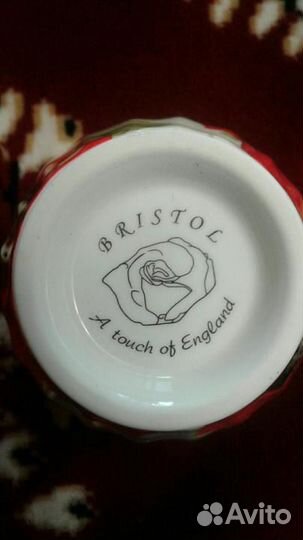 BRISTOL
A touch of England
Avito